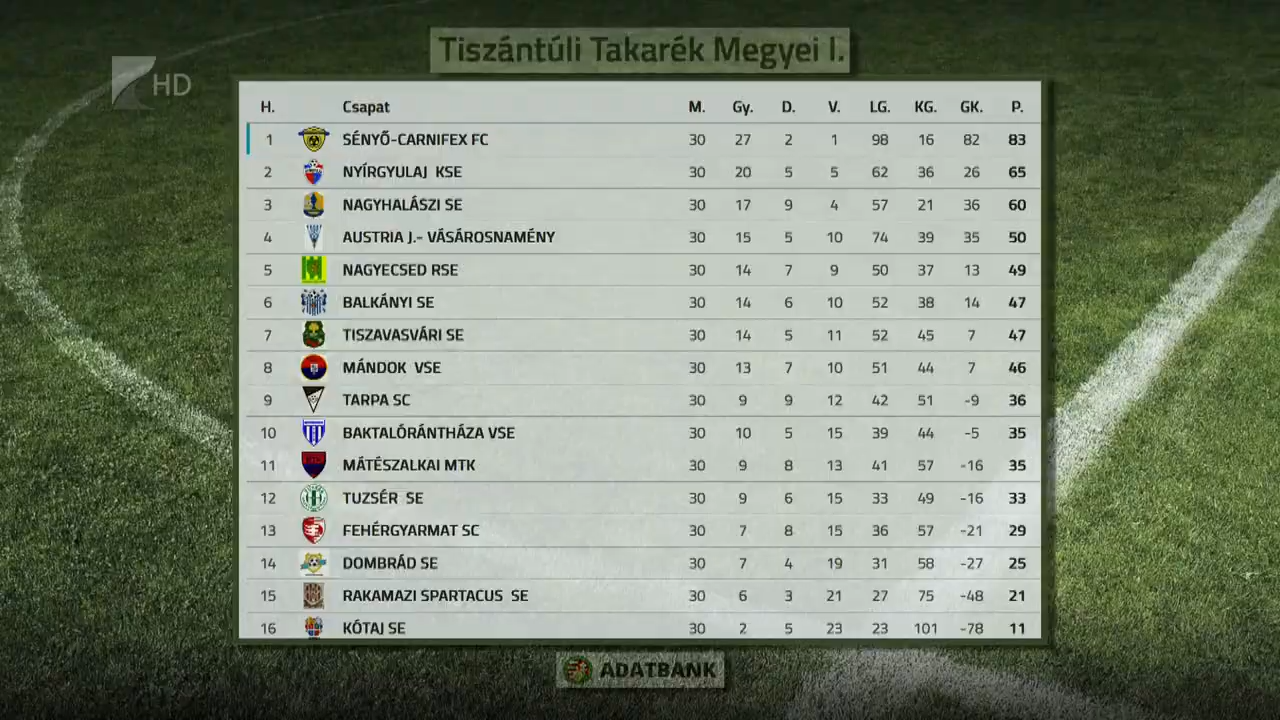 Tiszántúli Takarék Megyei I.
HD
H. Csapat M. Gy. D. V. LG. KG. GK. P.
1 SÉNYŐ-CARNIFEX FC 30 27 2 1 98 16 82 83
2 NYÍRGYULAJ KSE 30 20 5 5 62 36 26 65
3 NAGYHALÁSZI SE 30 17 9 4 57 21 36 60
4 AUSTRIA J.- VÁSÁROSNAMÉNY 30 15 5 10 74 39 35 50
5 NAGYECSED RSE 30 14 7 9 50 37 13 49
6 BALKÁNYI SE 30 14 6 10 52 38 14 47
7 TISZAVASVÁRI SE 30 14 5 11 52 45 7 47
8 MÁNDOK VSE 30 13 7 10 51 44 7 46
9 TARPA SC 30 9 9 12 42 51 -9 36
10 BAKTALÓRÁNTHÁZA VSE 30 10 5 15 39 44 -5 35
11 MÁTÉSZALKAI MTK 30 9 8 13 41 57 -16 35
12 TUZSÉR SE 30 9 6 15 33 49 -16 33
13 FEHÉRGYARMAT SC 30 7 8 15 36 57 -21 29
14 DOMBRÁD SE 30 7 4 19 31 58 -27 25
15 RAKAMAZI SPARTACUS SE 30 6 3 21 27 75 -48 21
16 KÓTAJ SE 30 2 5 23 23 101 -78 11
ADATBANK